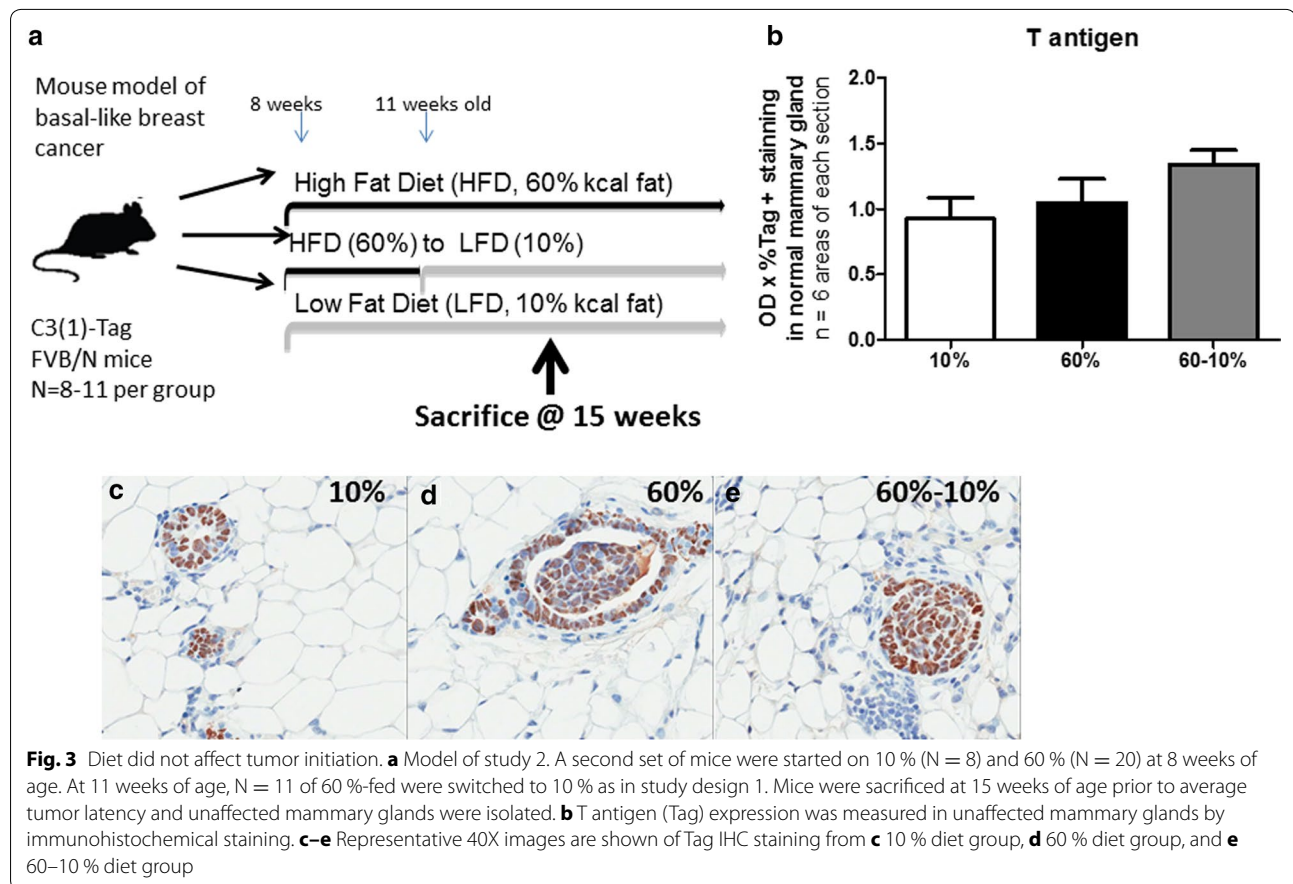 a
Mouse model of
basal-like breast
cancer
8 weeks
11 weeks old
High Fat Diet (HFD, 60% kcal fat)
HFD (60%) to LFD (10%)
Low Fat Diet (LFD, 10% kcal fat)
C3(1)-Tag
FVB/N mice
N=8-11 per group
Sacrifice @ 15 weeks
b
T antigen
OD x %Tag + stainning
in normal mammary gland
n = 6 areas of each section
2.0
1.5
1.0
0.5
0.0
10%
60%
60-10%
c
10%
d
60%
e
60%-10%
Fig. 3 Diet did not affect tumor initiation. a Model of study 2. A second set of mice were started on 10 % (N = 8) and 60 % (N = 20) at 8 weeks of
age. At 11 weeks of age, N = 11 of 60 %-fed were switched to 10 % as in study design 1. Mice were sacrificed at 15 weeks of age prior to average
tumor latency and unaffected mammary glands were isolated. b T antigen (Tag) expression was measured in unaffected mammary glands by
immunohistochemical staining. c–e Representative 40X images are shown of Tag IHC staining from c 10 % diet group, d 60 % diet group, and e
60–10 % diet group